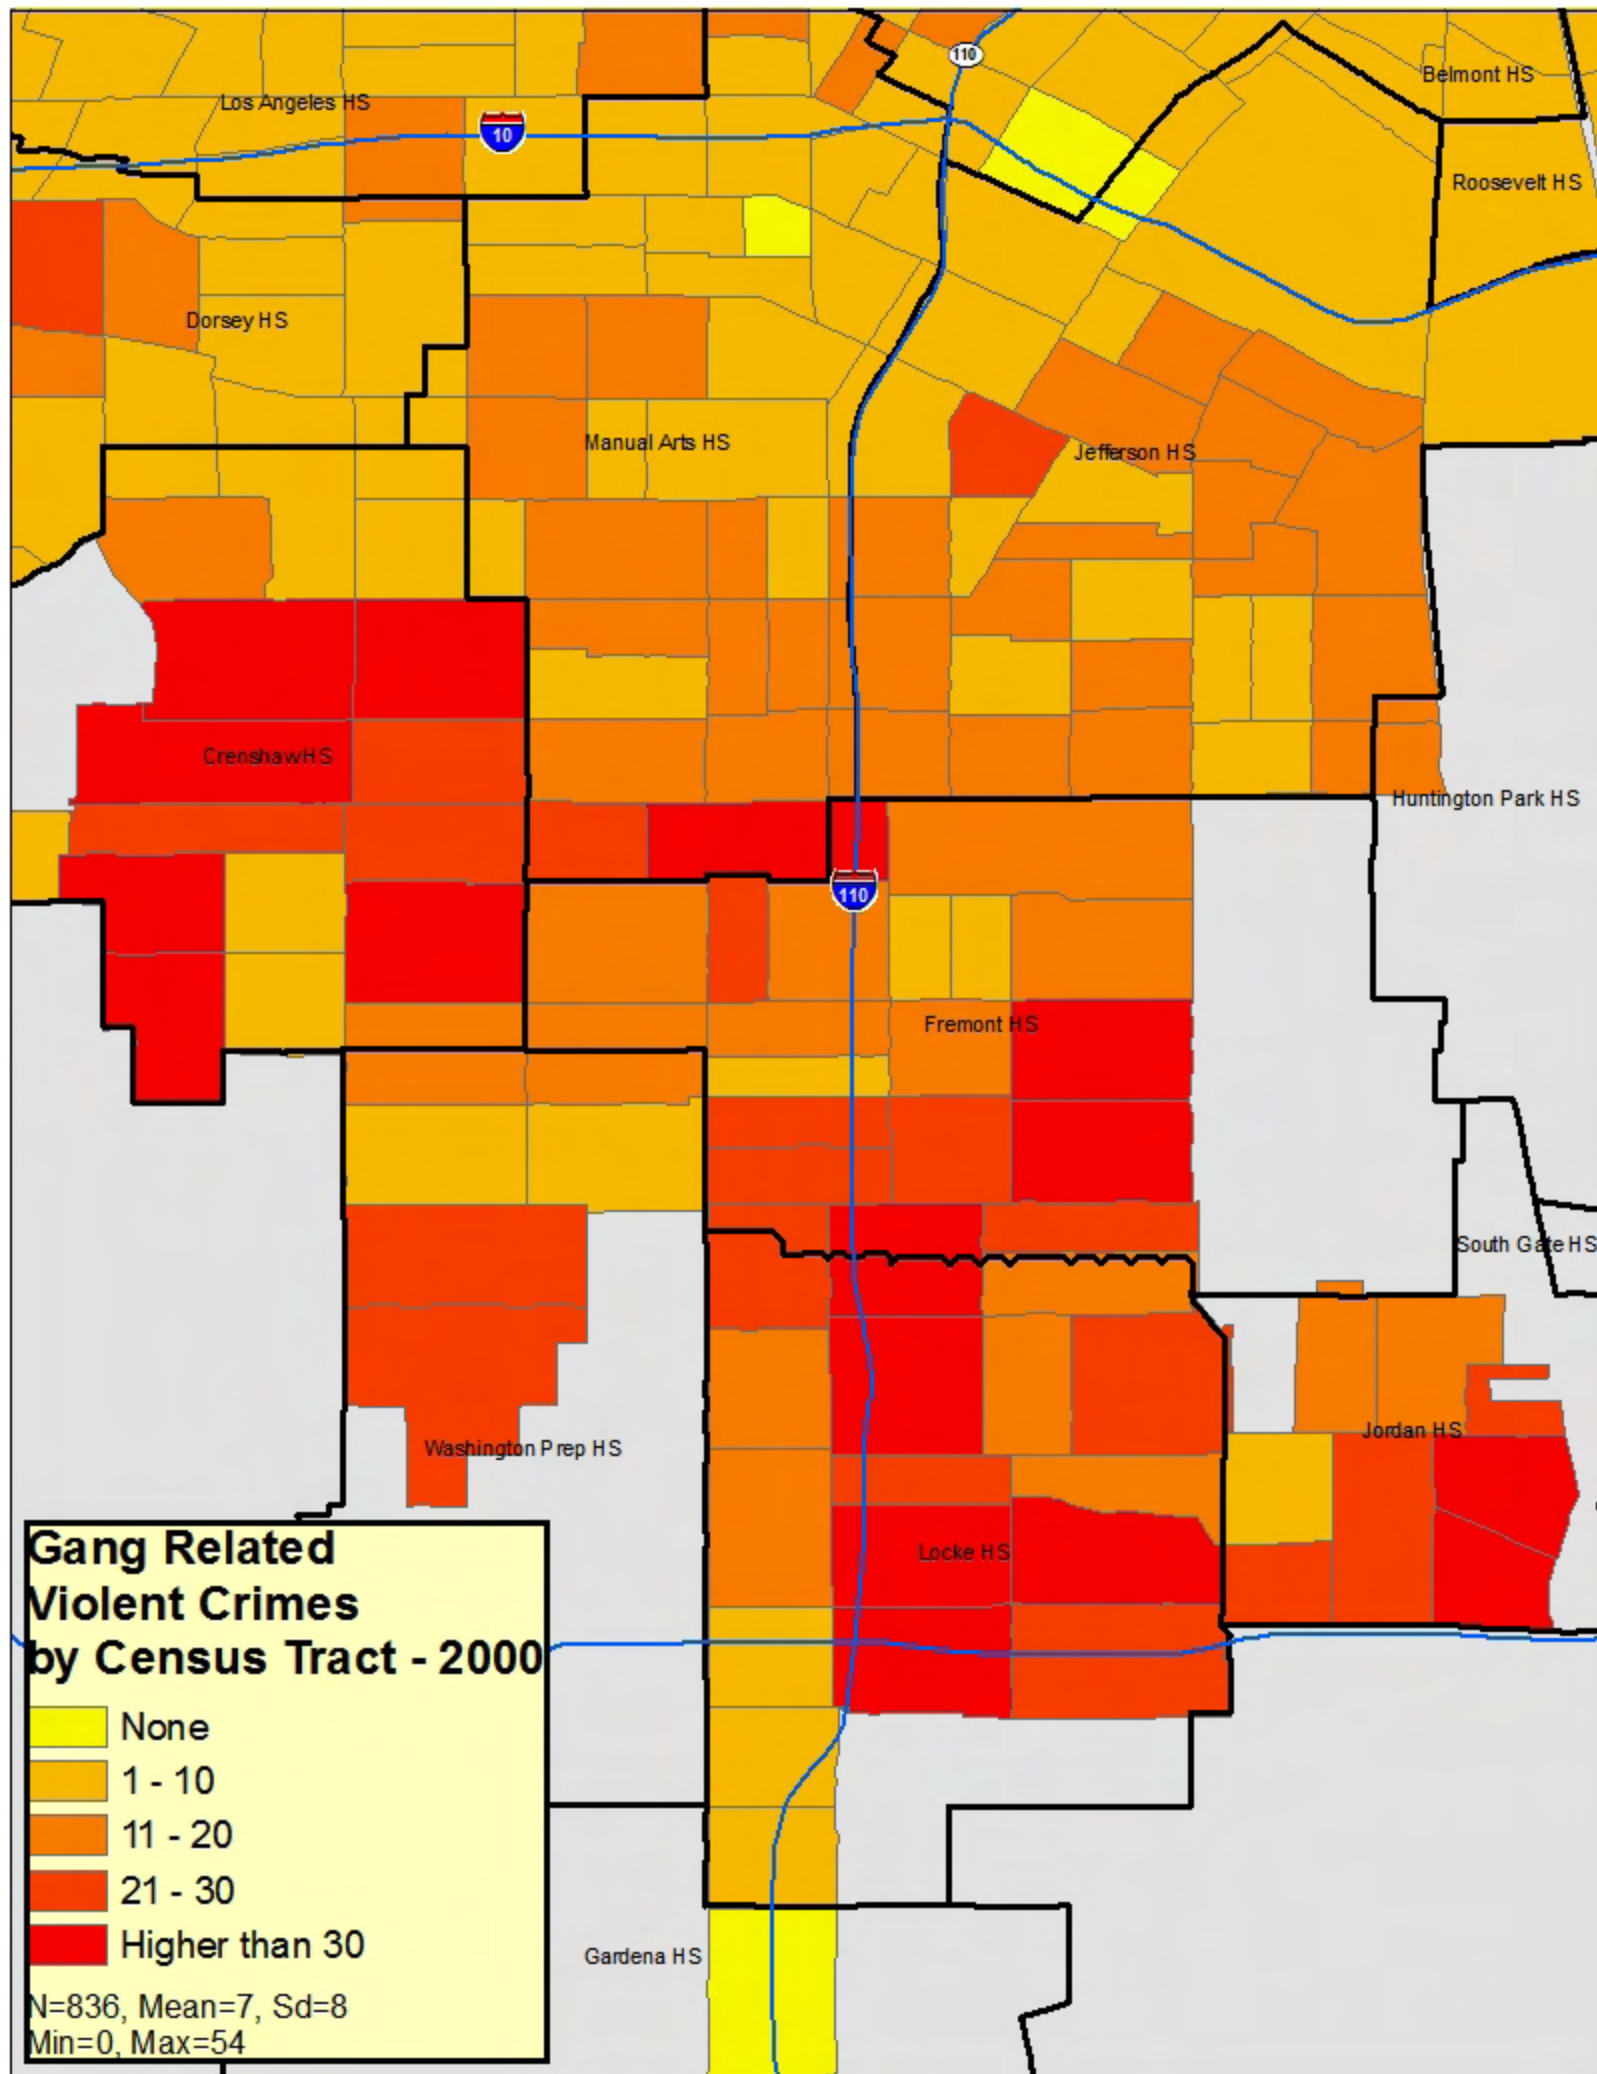 110
Belmont HS
Los Angeles HS
10
Roosevelt HS
Dorsey HS
Manual Arts HS
Jefferson HS
CrenshawHS
Huntington Park HS
110
Fremont HS
South Gate HS
Jordan HS
Washington Prep HS
Locke HS
Gang Related
Violent Crimes
by Census Tract - 2000
None
1 - 10
11 - 20
21 - 30
Higher than 30
N=836, Mean=7, Sd=8
Min=0, Max=54
Gardena HS